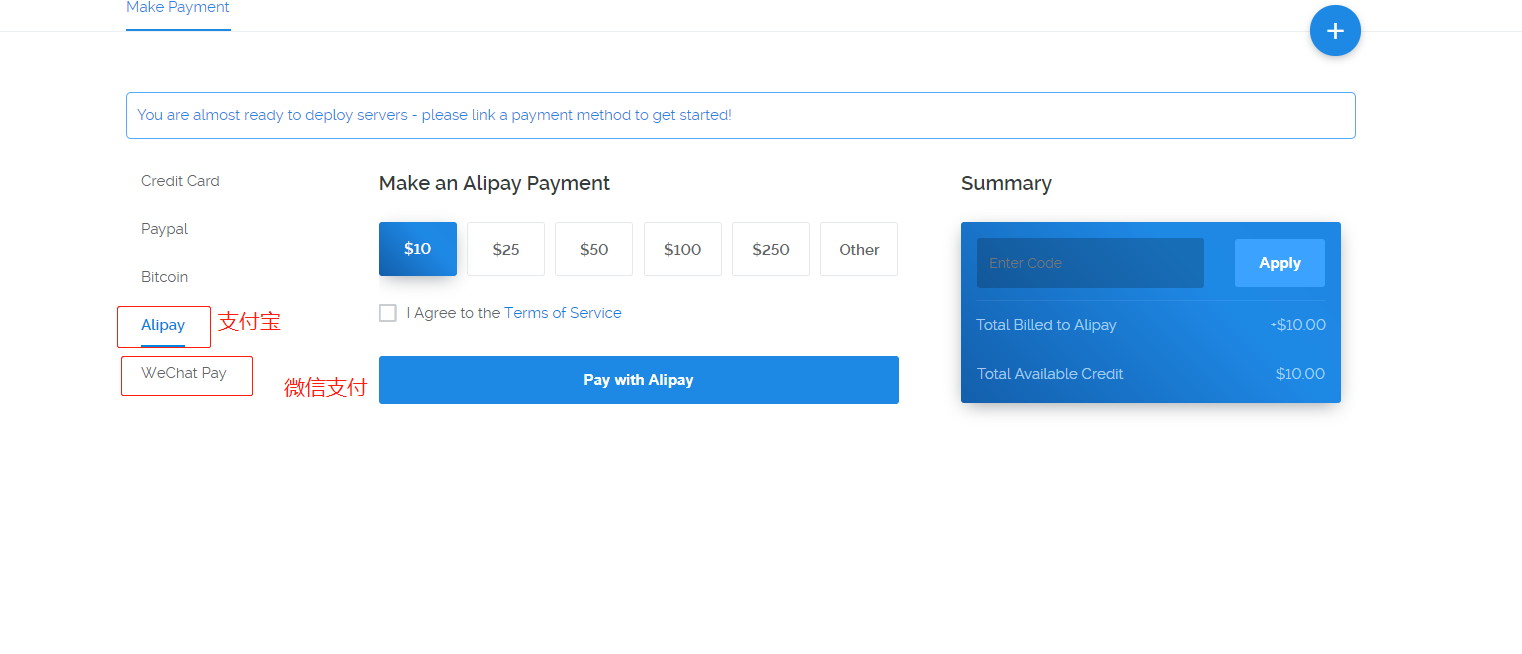 Make Payment
+
You are almost ready to deploy servers - please link a payment method to get started!
Credit Card
Paypal
Bitcoin
Alipay 支付宝
WeChat Pay 微信支付
Make an Alipay Payment
$10 $25 $50 $100 $250 Other
I Agree to the Terms of Service
Pay with Alipay
Summary
Enter Code Apply
Total Billed to Alipay +$10.00
Total Available Credit $10.00